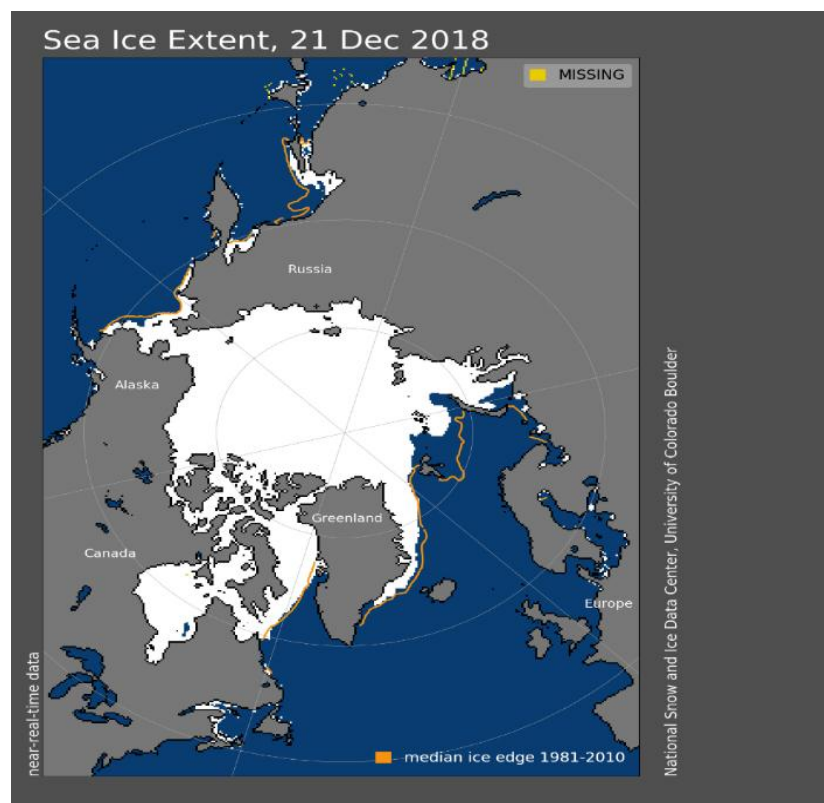 Sea Ice Extent, 21 Dec 2018
MISSING
Russia
Alaska
Greenland
Canada
Europe
near-real-time data
median ice edge 1981-2010
National Snow and Ice Data Center, University of Colorado Boulder